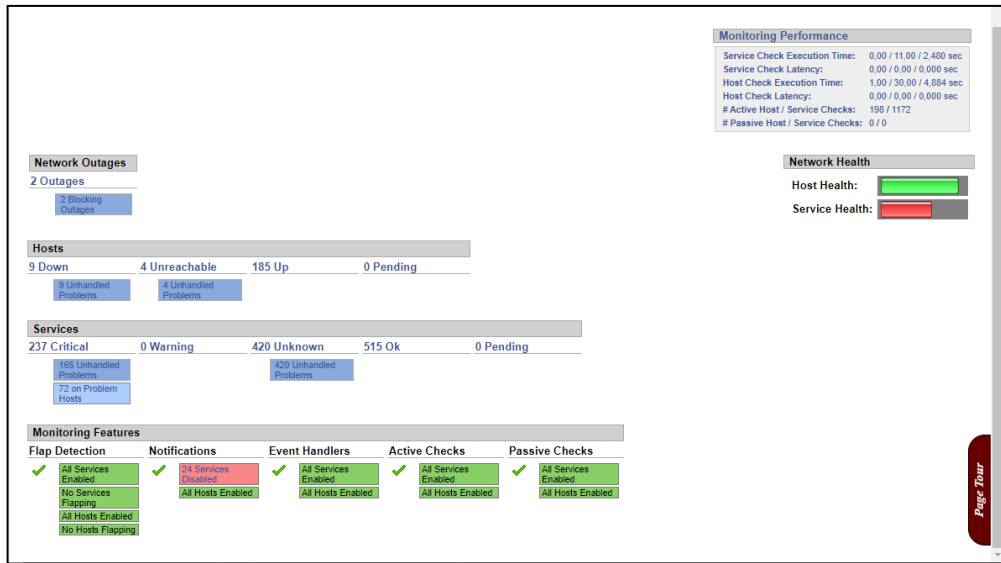 Monitoring Performance
Service Check Execution Time: 0,00 / 11,00 / 2,480 sec
Service Check Latency: 0,00 / 0,00 / 0,000 sec
Host Check Execution Time: 1,00 / 30,00 / 4,884 sec
Host Check Latency: 0,00 / 0,00 / 0,000 sec
# Active Host / Service Checks: 198 / 1172
# Passive Host / Service Checks: 0 / 0
Network Outages
2 Outages
2 Blocking
Outages
Network Health
Host Health:
Service Health:
Hosts
9 Down 4 Unreachable 185 Up 0 Pending
9 Unhandled
Problems
4 Unhandled
Problems
Services
237 Critical 0 Warning 420 Unknown 515 Ok 0 Pending
165 Unhandled
Problems
72 on Problem
Hosts
420 Unhandled
Problems
Monitoring Features
Flap Detection Notifications Event Handlers Active Checks Passive Checks
All Services
Enabled
No Services
Flapping
All Hosts Enabled
No Hosts Flapping
24 Services
Disabled
All Hosts Enabled
All Services
Enabled
All Hosts Enabled
All Services
Enabled
All Hosts Enabled
All Services
Enabled
All Hosts Enabled
Page Tour